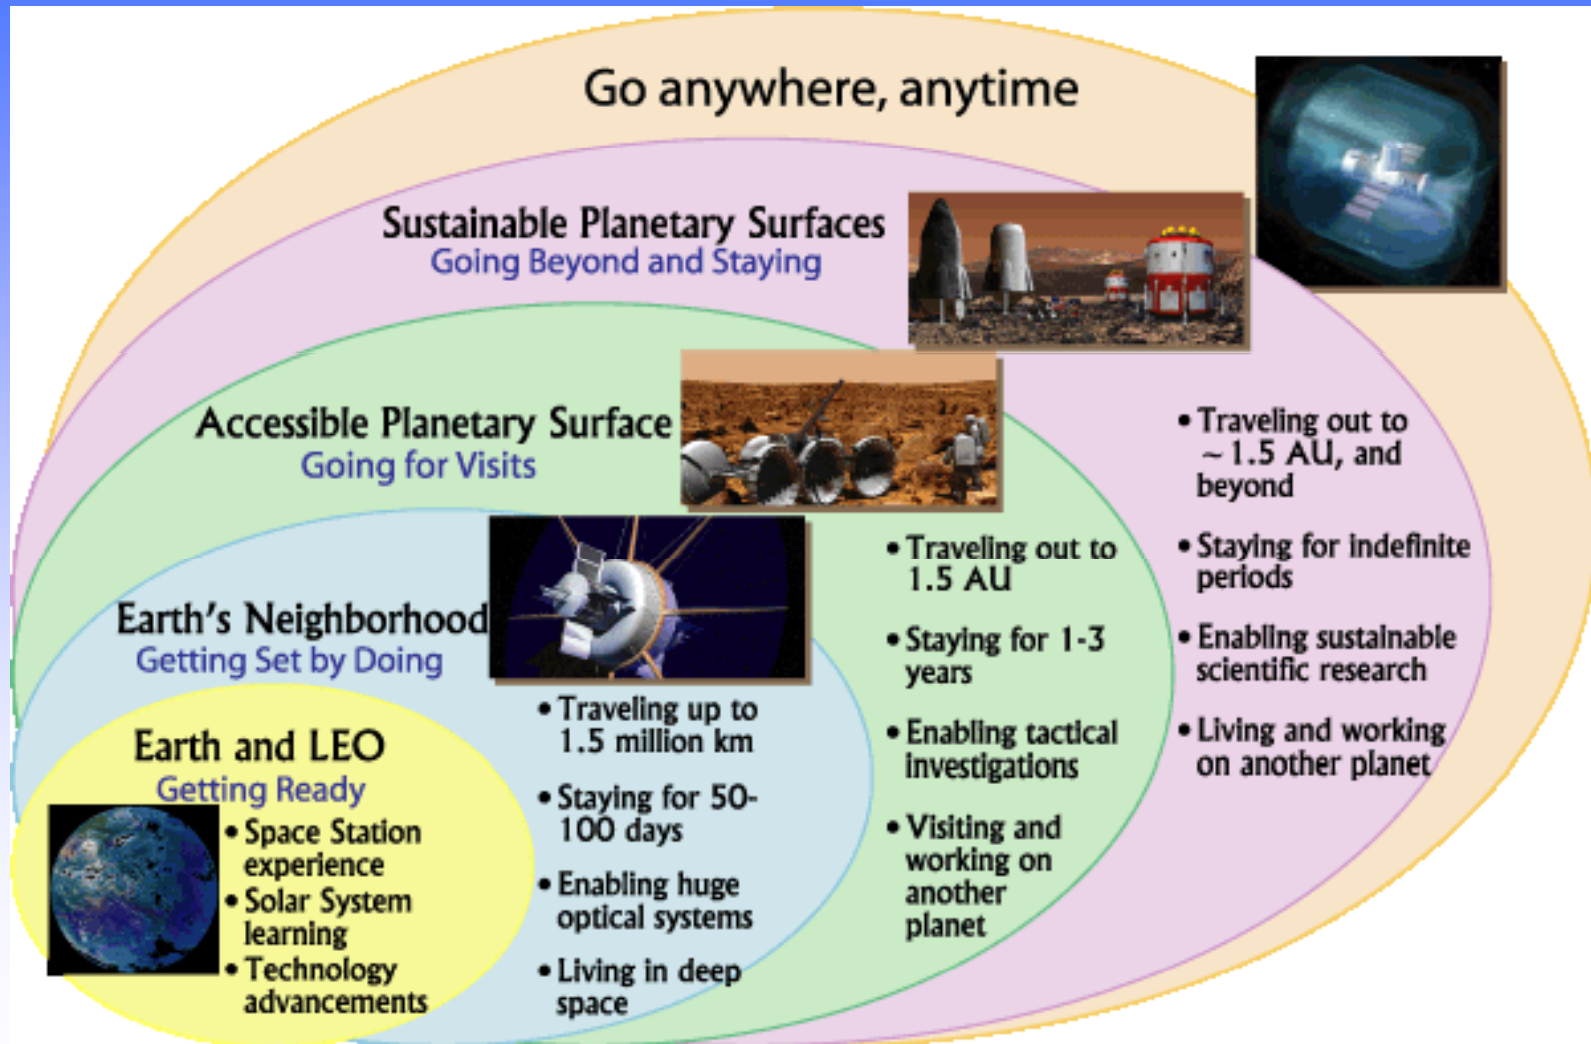 Go anywhere, anytime
Sustainable Planetary Surfaces
Going Beyond and Staying
• Traveling out to
~ 1.5 AU, and
beyond
• Staying for indefinite
periods
• Enabling sustainable
scientific research
• Living and working
on another planet
Accessible Planetary Surface
Going for Visits
• Traveling out to
1.5 AU
• Staying for 1-3
years
• Enabling tactical
investigations
• Visiting and
working on
another
planet
Earth's Neighborhood
Getting Set by Doing
• Traveling up to
1.5 million km
• Staying for 50-
100 days
• Enabling huge
optical systems
• Living in deep
space
Earth and LEO
Getting Ready
• Space Station
experience
• Solar System
learning
• Technology
advancements